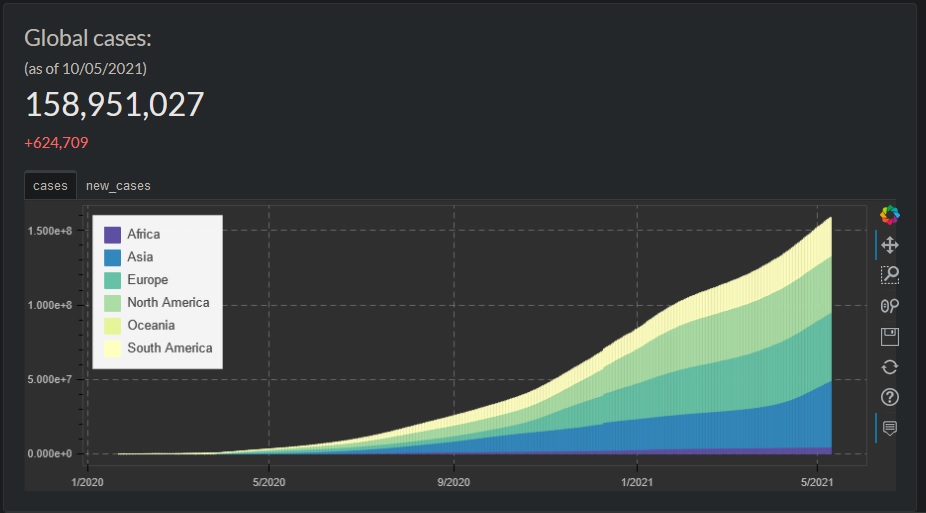 Global cases:
(as of 10/05/2021)
158,951,027
+624,709
cases new_cases
1.500e+8
1.000e+8
5.000e+7
0.000e+0
Africa
Asia
Europe
North America
Oceania
South America
1/2020 5/2020 9/2020 1/2021 5/2021